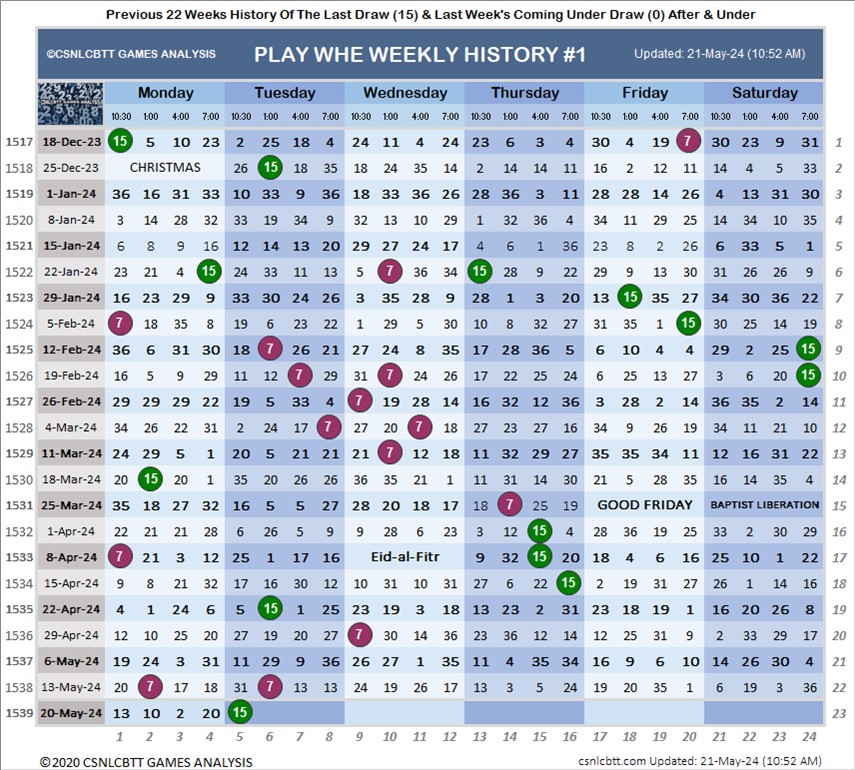 Previous 22 Weeks History Of The Last Draw (15) & Last Week's Coming Under Draw (0) After & Under
©CSNLCBTT GAMES ANALYSIS PLAY WHE WEEKLY HISTORY #1 Updated: 21-May-24 (10:52 AM)
Monday Tuesday Wednesday Thursday Friday Saturday
10:30 1:00 4:00 7:00 10:30 1:00 4:00 7:00 10:30 1:00 4:00 7:00 10:30 1:00 4:00 7:00 10:30 1:00 4:00 7:00 10:30 1:00 4:00 7:00
1517 18-Dec-23 15 5 10 4 2 25 18 4 24 11 4 24 23 6 3 4 30 4 19 7 30 23 9 31 1
1518 25-Dec-23 CHRISTMAS 26 15 18 35 18 24 35 14 2 14 14 11 16 2 12 11 14 4 5 33 2
1519 1-Jan-24 36 16 31 33 10 33 9 36 18 33 36 26 28 36 3 11 28 28 14 26 4 13 31 30 3
1520 8-Jan-24 3 14 28 32 33 19 34 9 32 13 10 29 1 32 36 4 34 11 29 25 14 34 10 35 4
1521 15-Jan-24 6 8 9 16 12 14 13 20 29 27 24 17 4 6 1 36 23 8 2 26 6 33 5 1 5
1522 22-Jan-24 23 21 4 15 24 33 11 13 10 7 36 34 15 28 9 22 29 9 13 30 31 26 26 9 6
1523 29-Jan-24 16 23 29 9 33 30 24 26 3 35 28 9 28 1 3 20 13 15 35 27 34 30 36 22 7
1524 5-Feb-24 7 18 35 8 19 6 23 22 1 29 5 30 10 8 32 27 31 35 1 15 30 25 14 19 8
1525 12-Feb-24 36 6 31 30 18 7 26 21 27 24 8 35 17 28 36 5 6 10 4 4 29 2 25 15 9
1526 19-Feb-24 16 5 9 29 11 12 7 29 31 10 24 26 17 22 25 24 6 25 13 27 3 6 20 15 10
1527 26-Feb-24 29 29 29 22 19 5 33 4 7 19 28 14 16 32 12 36 3 28 2 14 36 35 2 14 11
1528 4-Mar-24 34 26 22 31 2 24 17 7 27 20 7 12 27 23 27 16 34 9 26 19 34 11 21 10 12
1529 11-Mar-24 24 29 5 1 20 5 21 21 21 7 12 18 11 32 29 27 35 35 34 11 12 16 31 22 13
1530 18-Mar-24 20 15 20 1 35 20 26 26 36 35 21 1 11 31 14 30 21 5 28 35 16 14 35 4 14
1531 25-Mar-24 35 18 27 32 16 5 5 27 28 20 18 17 18 7 25 19 GOOD FRIDAY BAPTIST LIBERATION 15
1532 1-Apr-24 22 21 21 28 6 26 5 9 9 28 6 23 3 12 15 4 28 36 19 25 33 2 30 29 16
1533 8-Apr-24 7 21 3 12 25 1 17 16 Eid-al-Fitr 9 32 15 20 18 4 6 16 25 10 1 22 17
1534 15-Apr-24 9 8 21 32 17 16 30 12 10 31 10 31 27 6 22 15 2 19 31 27 26 1 14 16 18
1535 22-Apr-24 4 1 24 6 5 15 1 25 23 19 3 18 13 23 2 31 23 18 19 1 16 20 26 8 19
1536 29-Apr-24 12 10 25 20 27 19 20 27 7 30 14 36 23 36 12 14 12 25 31 9 2 33 29 17 20
1537 6-May-24 19 24 3 31 11 29 9 36 26 27 1 35 11 4 35 34 16 9 6 10 14 26 30 4 21
1538 13-May-24 20 7 17 18 31 7 13 13 24 19 26 17 13 3 5 24 19 20 35 1 6 19 3 36 22
1539 20-May-24 13 10 2 20 15 23
1 2 3 4 5 6 7 8 9 10 11 12 13 14 15 16 17 18 19 20 21 22 23 24
©2020 CSNLCBTT GAMES ANALYSIS csnlcbtt.com Updated: 21-May-24 (10:52 AM)